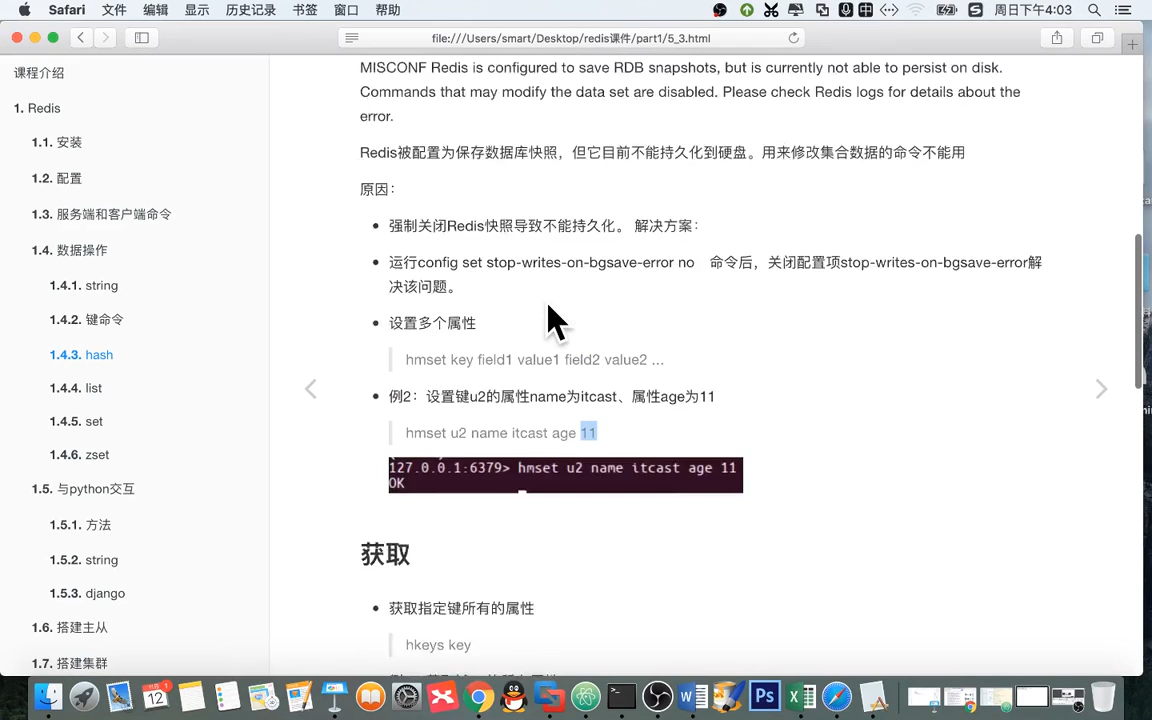 Safari 文件 编辑 显示 历史记录 书签 窗口 帮助 周日下午4:03
file:///Users/smart/Desktop/redis课件/part1/5_3.html
课程介绍
1. Redis
1.1. 安装
1.2. 配置
1.3. 服务端和客户端命令
1.4. 数据操作
1.4.1. string
1.4.2. 键命令
1.4.3. hash
1.4.4. list
1.4.5. set
1.4.6. zset
1.5. 与python交互
1.5.1. 方法
1.5.2. string
1.5.3. django
1.6. 搭建主从
1.7. 搭建集群
MISCONF Redis is configured to save RDB snapshots, but is currently not able to persist on disk.
Commands that may modify the data set are disabled. Please check Redis logs for details about the
error.
Redis被配置为保存数据库快照，但它目前不能持久化到硬盘。用来修改集合数据的命令不能用
原因：
强制关闭Redis快照导致不能持久化。 解决方案：
运行config set stop-writes-on-bgsave-error no 命令后，关闭配置项stop-writes-on-bgsave-error解
决该问题。
设置多个属性
hmset key field1 value1 field2 value2 ...
例2：设置键u2的属性name为itcast、属性age为11
hmset u2 name itcast age 11
127.0.0.1:6379> hmset u2 name itcast age 11
OK
获取
获取指定键所有的属性
hkeys key